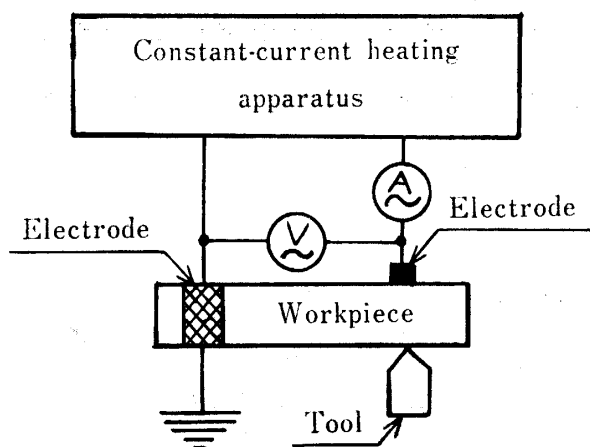 Constant-current heating
apparatus
A
Electrode
V
Electrode
Workpiece
Tool